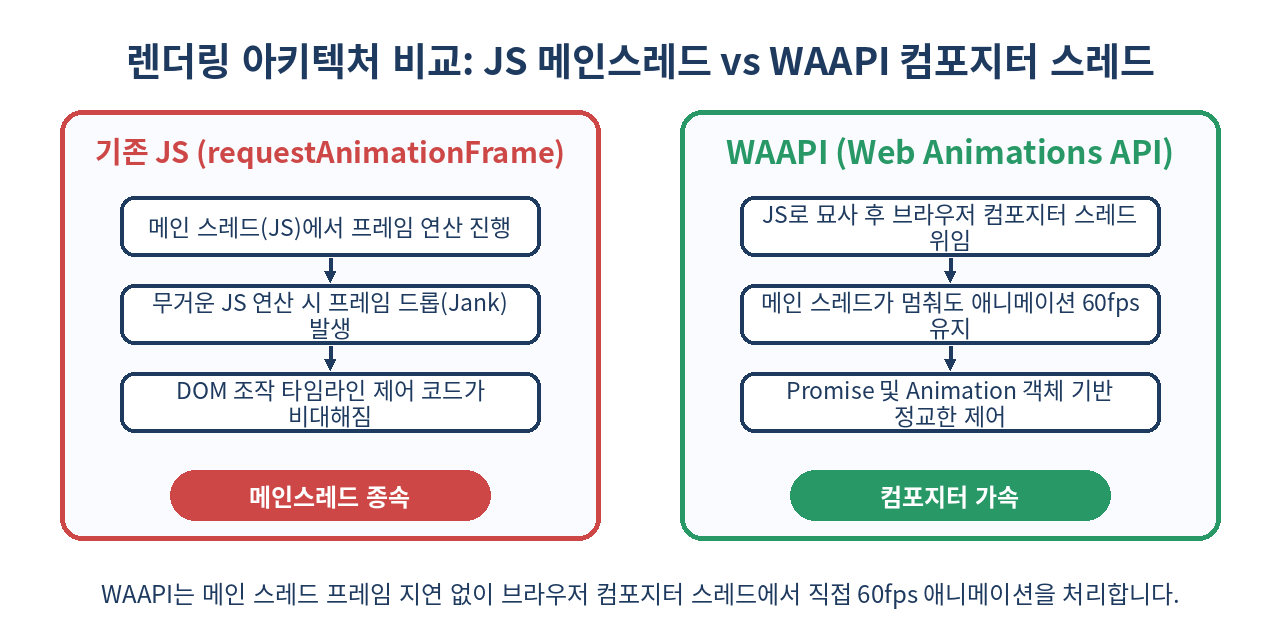 렌더링 아키텍처 비교: JS 메인스레드 vs WAAPI 컴포지터 스레드
기존 JS (requestAnimationFrame)
메인 스레드(JS)에서 프레임 연산 진행
무거운 JS 연산 시 프레임 드롭(Jank)
발생
DOM 조작 타임라인 제어 코드가
비대해짐
메인스레드 종속
WAAPI (Web Animations API)
JS로 묘사 후 브라우저 컴포지터 스레드
위임
메인 스레드가 멈춰도 애니메이션 60fps
유지
Promise 및 Animation 객체 기반
정교한 제어
컴포지터 가속
WAAPI는 메인 스레드 프레임 지연 없이 브라우저 컴포지터 스레드에서 직접 60fps 애니메이션을 처리합니다.